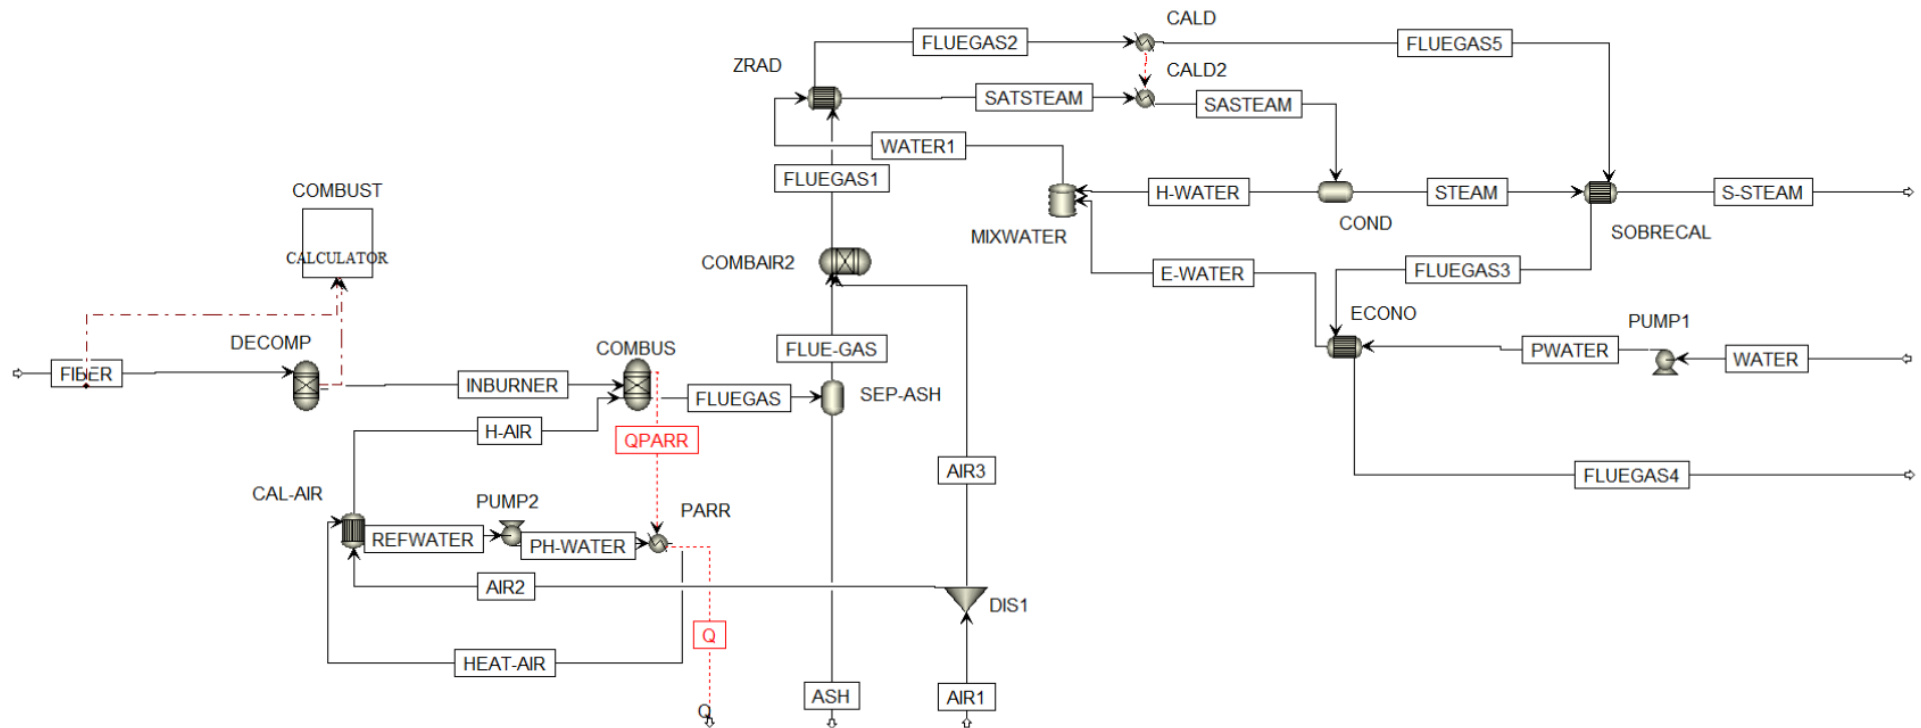 CALD
FLUEGAS2
FLUEGAS5
ZRAD
CALD2
SATSTEAM
SASTEAM
WATER1
FLUEGAS1
COMBUST
H-WATER
STEAM
S-STEAM
COND
MIXWATER
SOBRECAL
CALCULATOR
COMBAIR2
E-WATER
FLUEGAS3
ECONO
PUMP1
DECOMP
COMBUS
FLUE-GAS
PWATER
WATER
FIBER
INBURNER
FLUEGAS
SEP-ASH
H-AIR
QPARR
AIR3
FLUEGAS4
CAL-AIR
PUMP2
PARR
REFWATER
PH-WATER
AIR2
DIS1
Q
HEAT-AIR
ASH
AIR1
Q